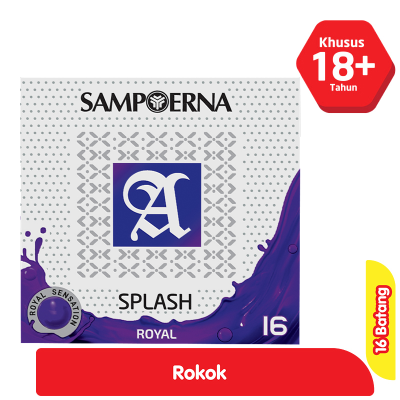 Khusus
18+
Tahun
SAMPOERNA
A
SPLASH
ROYAL SENSATION
ROYAL
16
16 Batang
Rokok